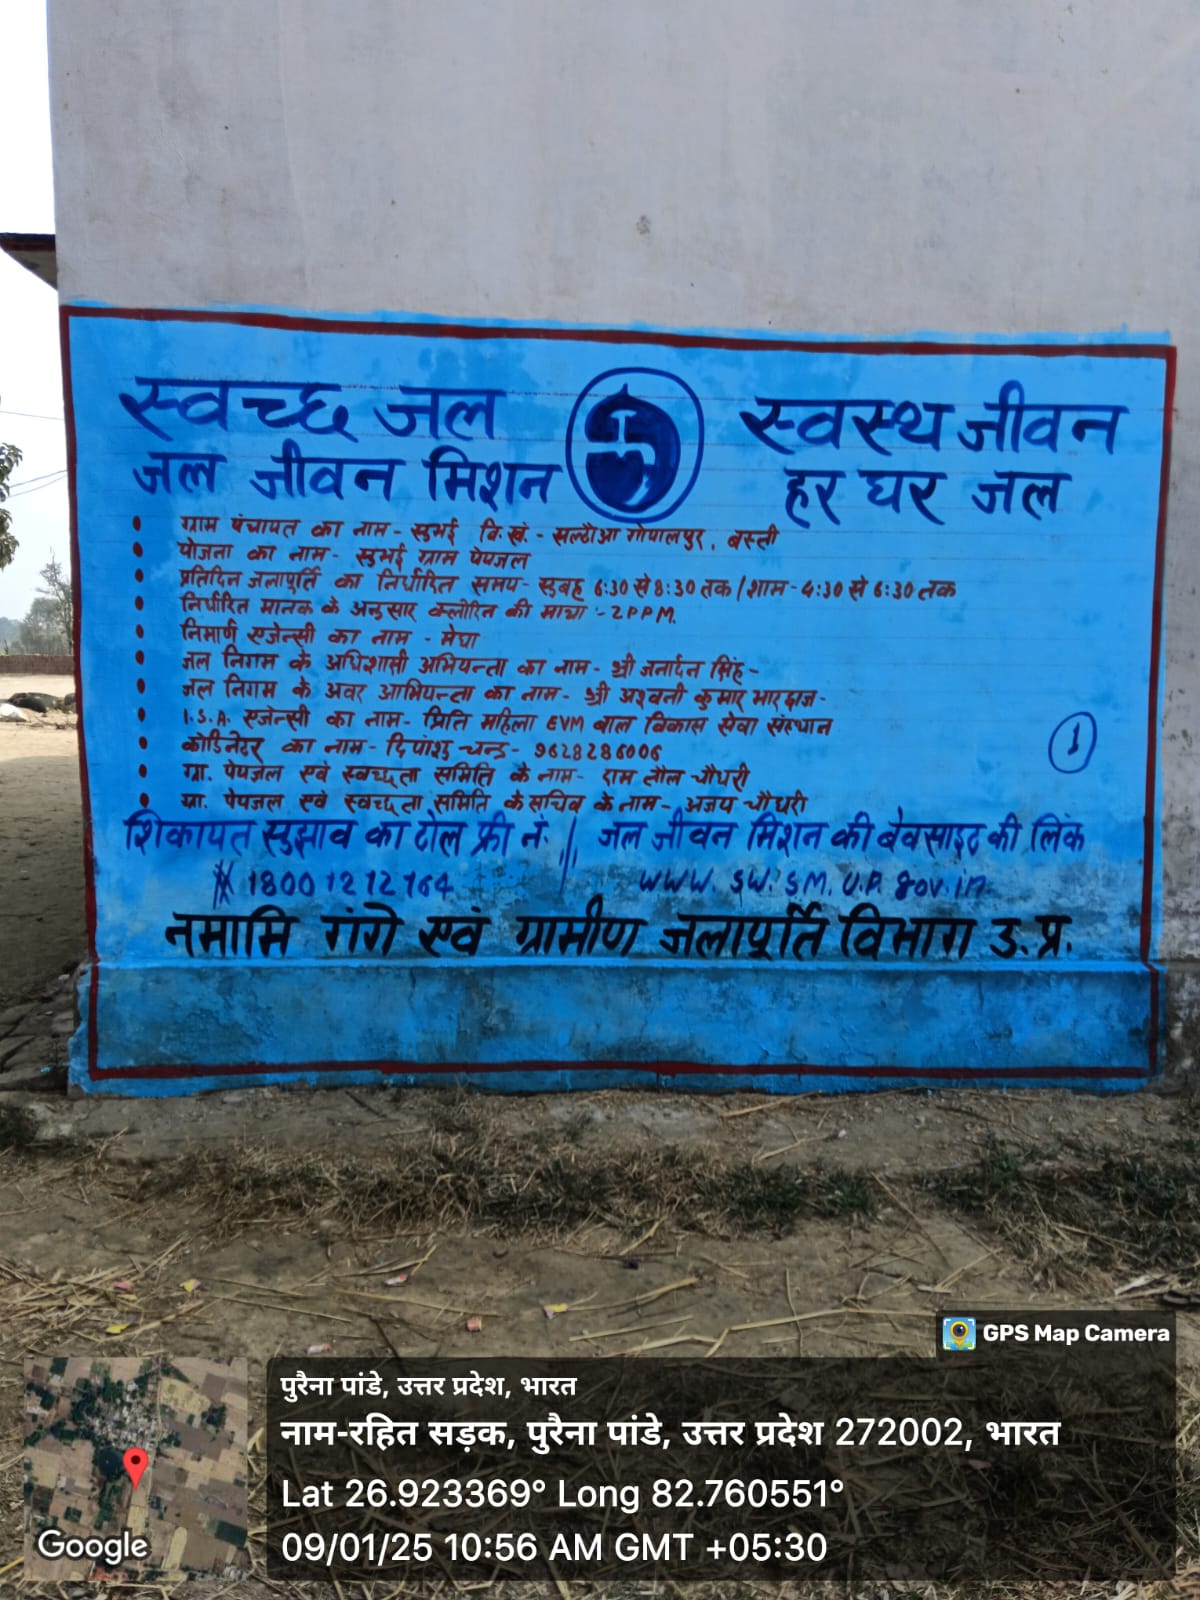 स्वच्छ जल
स्वस्थ जीवन
जल जीवन मिशन
हर घर जल
ग्राम पंचायत का नाम - सुभई वि.खं. - सल्टौआ गोपालपुर, बस्ती
योजना का नाम - सुभई ग्राम पेयजल
प्रतिदिन जलापूर्ति का निर्धारित समय - सुबह 6:30 से 8:30 तक / शाम - 4:30 से 6:30 तक
निर्धारित मानक के अनुसार क्लोरिन की मात्रा :- 2PPM.
निमार्ण एजेन्सी का नाम - मेघा
जल निगम के अधिशासी अभियन्ता का नाम - श्री जनार्दन सिंह -
जल निगम के अवर अभियन्ता का नाम - श्री अश्वनी कुमार भारद्वाज -
I.S.A. एजेन्सी का नाम - प्रिति महिला EVM बाल विकास सेवा संस्थान
कोडिनेटर का नाम - दिपांशु चन्द्र - 9628286006
ग्रा. पेयजल एवं स्वच्छता समिति के नाम - राम चौधरी
ग्रा. पेयजल एवं स्वच्छता समिति के सचिव के नाम - अजय चौधरी
1
शिकायत सुझाव का टोल फ्री नं. // जल जीवन मिशन की वेवसाइट की लिंक
1800 12 12 164
WWW. SW. SM. U.P. gov.in
नमामि गंगे एवं ग्रामीण जलापूर्ति विभाग उ.प्र.
GPS Map Camera
पुरैना पांडे, उत्तर प्रदेश, भारत
नाम-रहित सड़क, पुरैना पांडे, उत्तर प्रदेश 272002, भारत
Lat 26.923369° Long 82.760551°
09/01/25 10:56 AM GMT +05:30
Google